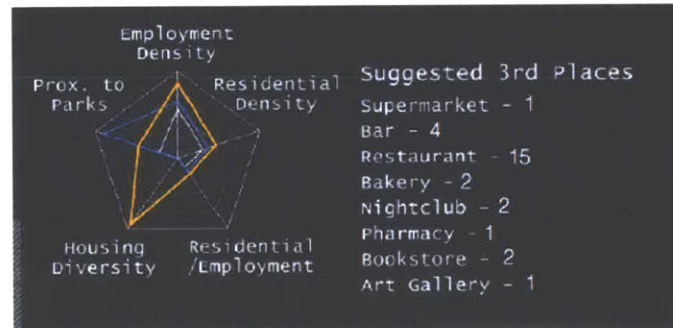 Employment
Density
Prox. to
Parks
Residential
Density
Housing
Diversity
Residential
/Employment
Suggested 3rd Places
Supermarket - 1
Bar - 4
Restaurant - 15
Bakery - 2
Nightclub - 2
Pharmacy - 1
Bookstore - 2
Art Gallery - 1